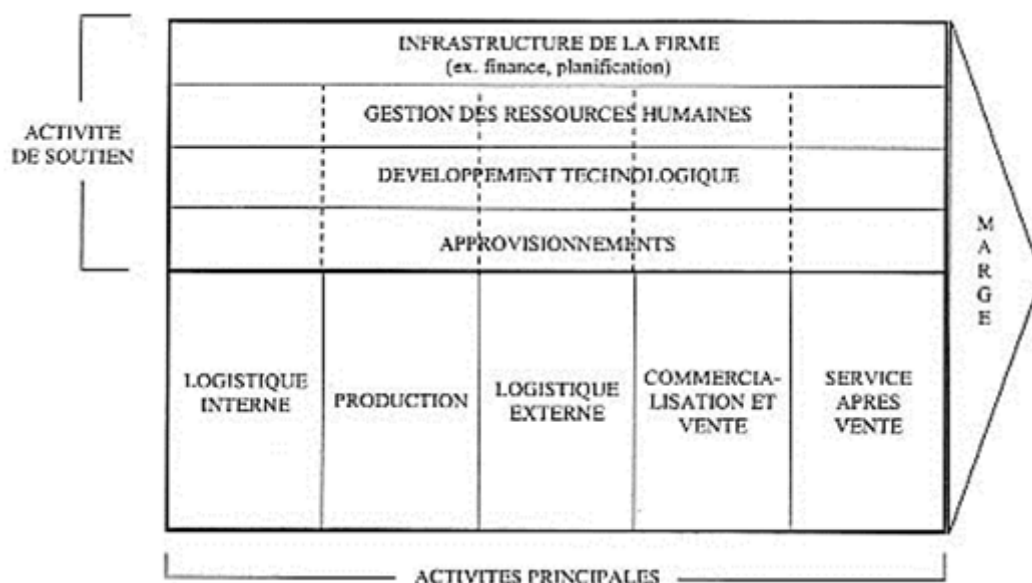 INFRASTRUCTURE DE LA FIRME
(ex. finance, planification)
GESTION DES RESSOURCES HUMAINES
ACTIVITE
DE SOUTIEN
DEVELOPPEMENT TECHNOLOGIQUE
APPROVISIONNEMENTS
MARGE
LOGISTIQUE
INTERNE
PRODUCTION
LOGISTIQUE
EXTERNE
COMMERCIA-
LISATION ET
VENTE
SERVICE
APRES
VENTE
ACTIVITES PRINCIPALES